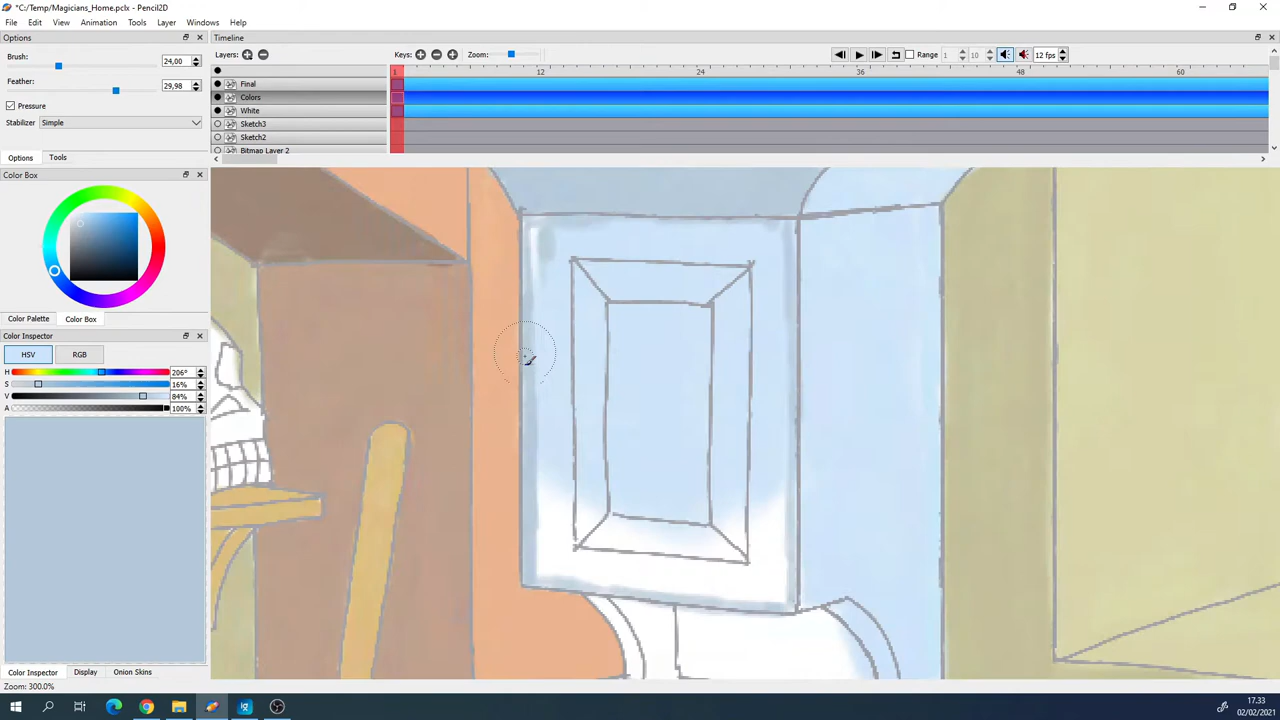 *C:/Temp/Magicians_Home.pclx - Pencil2D
File Edit View Animation Tools Layer Windows Help
Options
Brush:
24,00
Feather:
29,98
Pressure
Stabilizer Simple
Options Tools
Color Box
Color Palette Color Box
Color Inspector
HSV RGB
H 206°
S 16%
V 84%
A 100%
Color Inspector Display Onion Skins
Zoom: 300.0%
Timeline
Layers: Keys: Zoom: Range 1 10 12 fps
1 12 24 36 48 60
Final
Colors
White
Sketch3
Sketch2
Bitmap Layer 2
17.33
02/02/2021